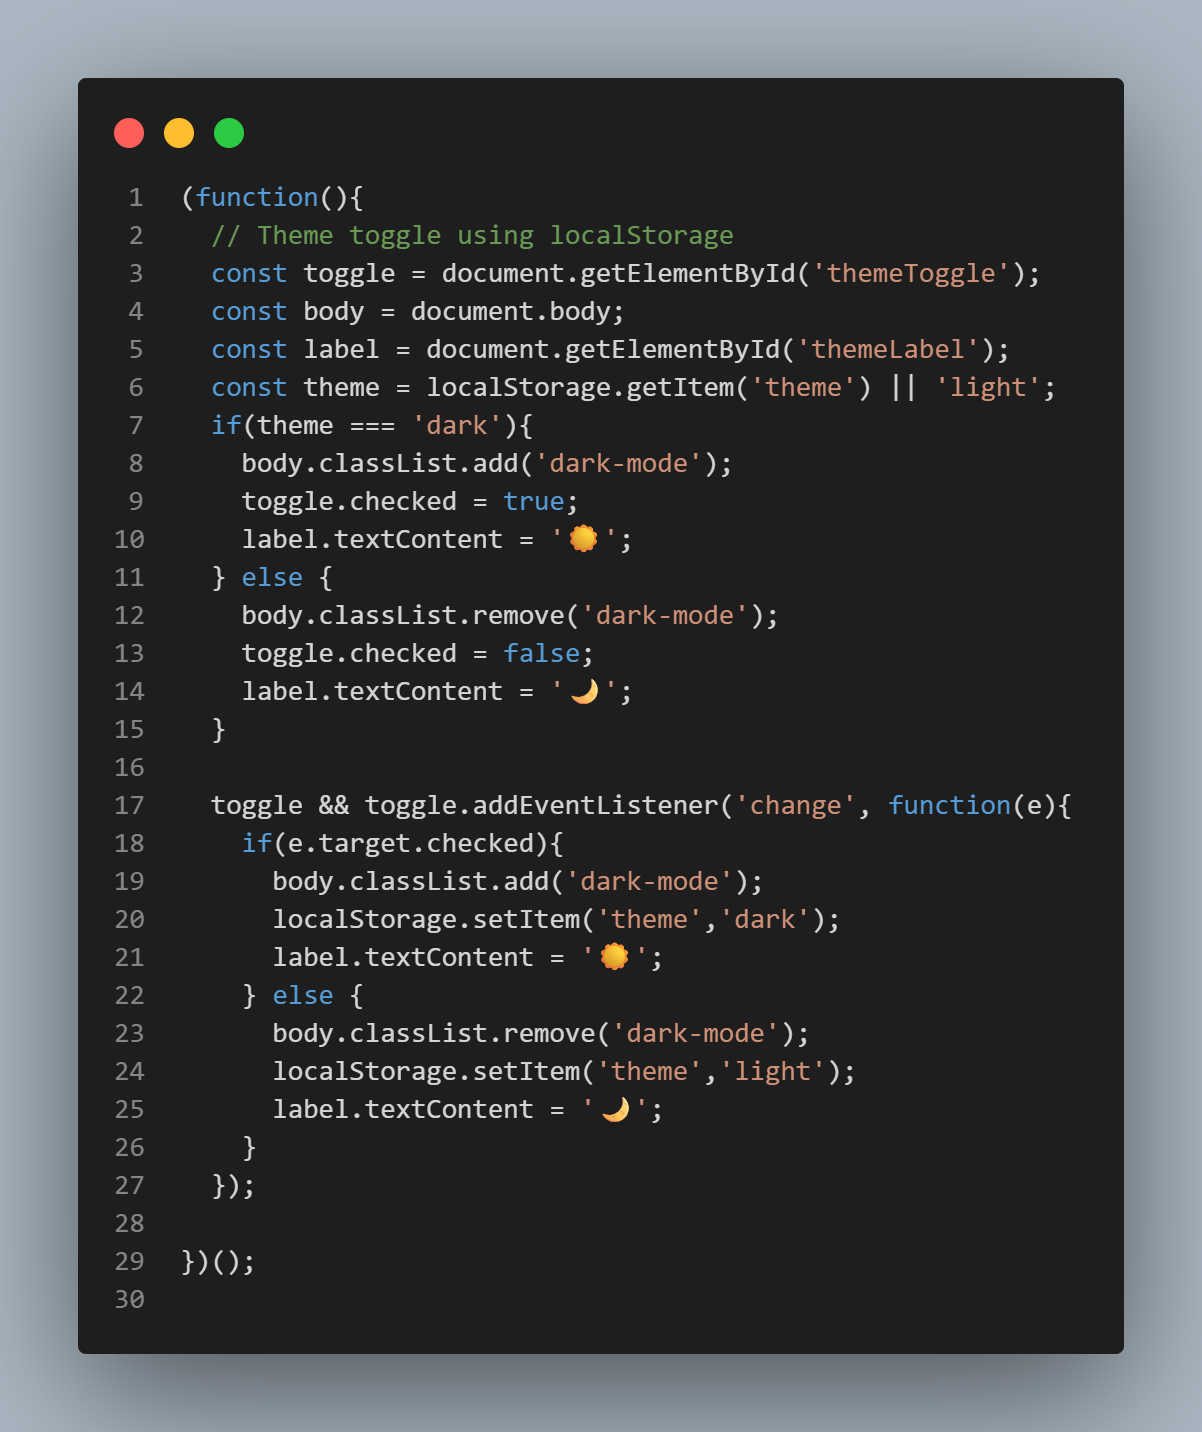 1 (function(){
2   // Theme toggle using localStorage
3   const toggle = document.getElementById('themeToggle');
4   const body = document.body;
5   const label = document.getElementById('themeLabel');
6   const theme = localStorage.getItem('theme') || 'light';
7   if(theme === 'dark'){
8     body.classList.add('dark-mode');
9     toggle.checked = true;
10     label.textContent = '☀️';
11   } else {
12     body.classList.remove('dark-mode');
13     toggle.checked = false;
14     label.textContent = '🌙';
15   }
16
17   toggle && toggle.addEventListener('change', function(e){
18     if(e.target.checked){
19       body.classList.add('dark-mode');
20       localStorage.setItem('theme','dark');
21       label.textContent = '☀️';
22     } else {
23       body.classList.remove('dark-mode');
24       localStorage.setItem('theme','light');
25       label.textContent = '🌙';
26     }
27   });
28
29 })();
30